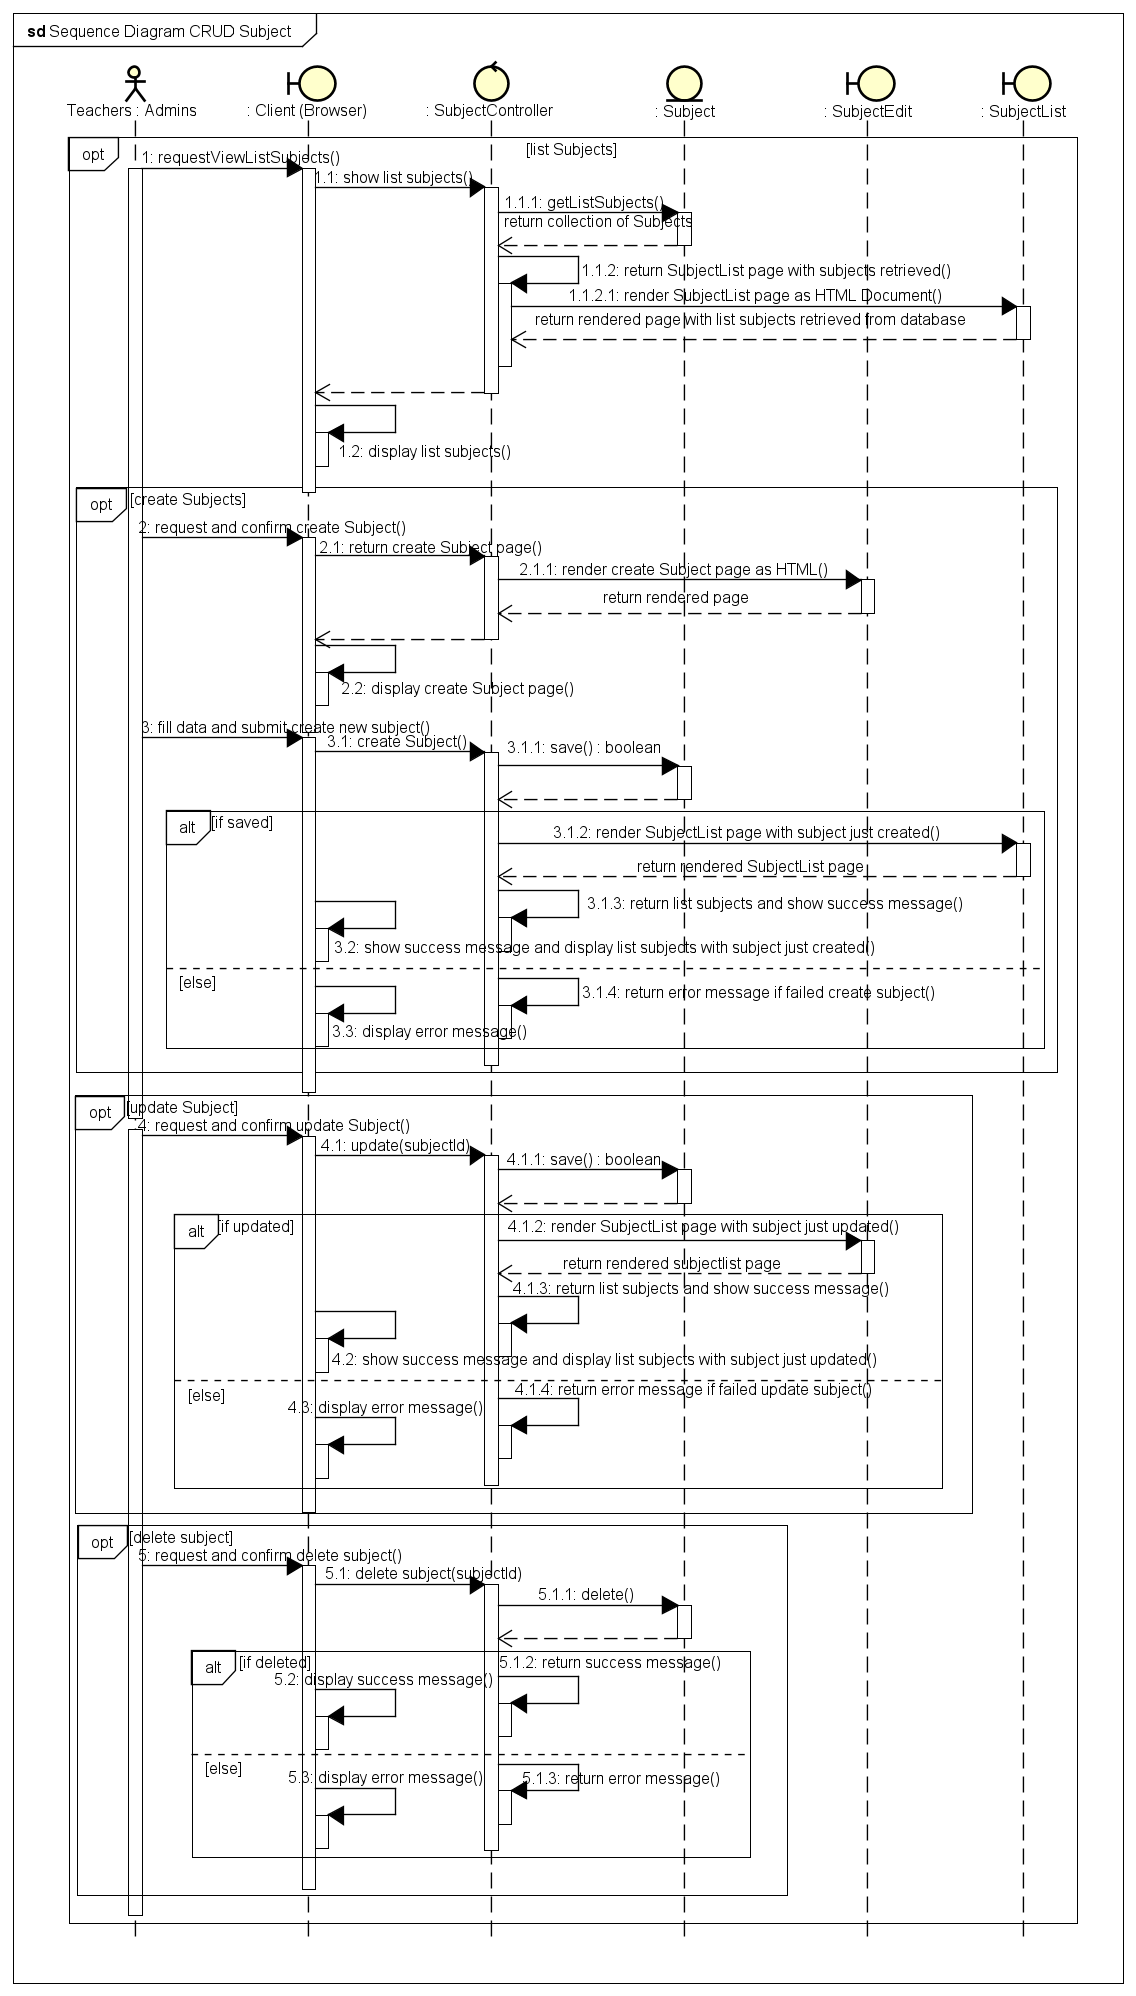 sd Sequence Diagram CRUD Subject
Teachers : Admins
: Client (Browser)
: SubjectController
: Subject
: SubjectEdit
: SubjectList
opt
[list Subjects]
1: requestViewListSubjects()
1.1: show list subjects()
1.1.1: getListSubjects()
return collection of Subjects
1.1.2: return SubjectList page with subjects retrieved()
1.1.2.1: render SubjectList page as HTML Document()
return rendered page with list subjects retrieved from database
1.2: display list subjects()
opt
[create Subjects]
2: request and confirm create Subject()
2.1: return create Subject page()
2.1.1: render create Subject page as HTML()
return rendered page
2.2: display create Subject page()
3: fill data and submit create new subject()
3.1: create Subject()
3.1.1: save() : boolean
alt
[if saved]
3.1.2: render SubjectList page with subject just created()
return rendered SubjectList page
3.1.3: return list subjects and show success message()
3.2: show success message and display list subjects with subject just created()
[else]
3.1.4: return error message if failed create subject()
3.3: display error message()
opt
[update Subject]
4: request and confirm update Subject()
4.1: update(subjectId)
4.1.1: save() : boolean
alt
[if updated]
4.1.2: render SubjectList page with subject just updated()
return rendered subjectlist page
4.1.3: return list subjects and show success message()
4.2: show success message and display list subjects with subject just updated()
[else]
4.1.4: return error message if failed update subject()
4.3: display error message()
opt
[delete subject]
5: request and confirm delete subject()
5.1: delete subject(subjectId)
5.1.1: delete()
alt
[if deleted]
5.1.2: return success message()
5.2: display success message()
[else]
5.3: display error message()
5.1.3: return error message()